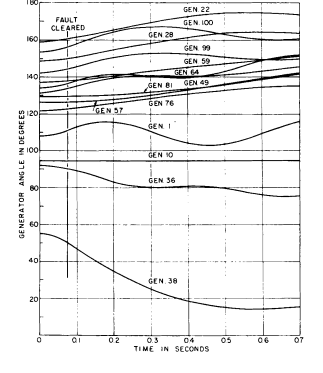 180
FAULT
CLEARED
GEN. 22
GEN. 100
GEN. 28
160
GEN. 99
GEN. 59
GEN. 64
140
GEN. 81
GEN. 49
GEN. 57
GEN. 76
120
GEN. 1
100
GEN. 10
80
GEN. 36
60
40
GEN. 38
20
GENERATOR ANGLE IN DEGREES
0 0.1 0.2 0.3 0.4 0.5 0.6 0.7
TIME IN SECONDS